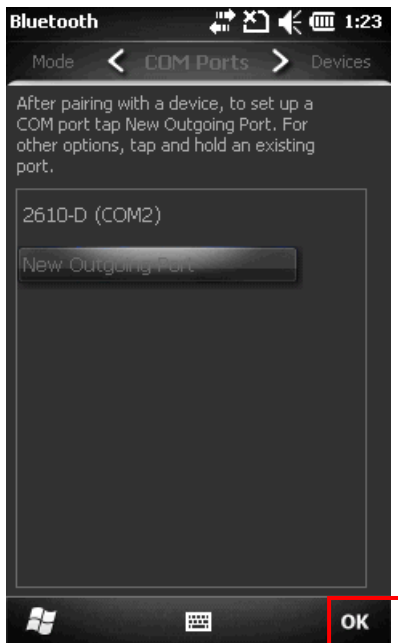 Bluetooth 1:23
Mode COM Ports Devices
After pairing with a device, to set up a
COM port tap New Outgoing Port. For
other options, tap and hold an existing
port.
2610-D (COM2)
New Outgoing Port
OK